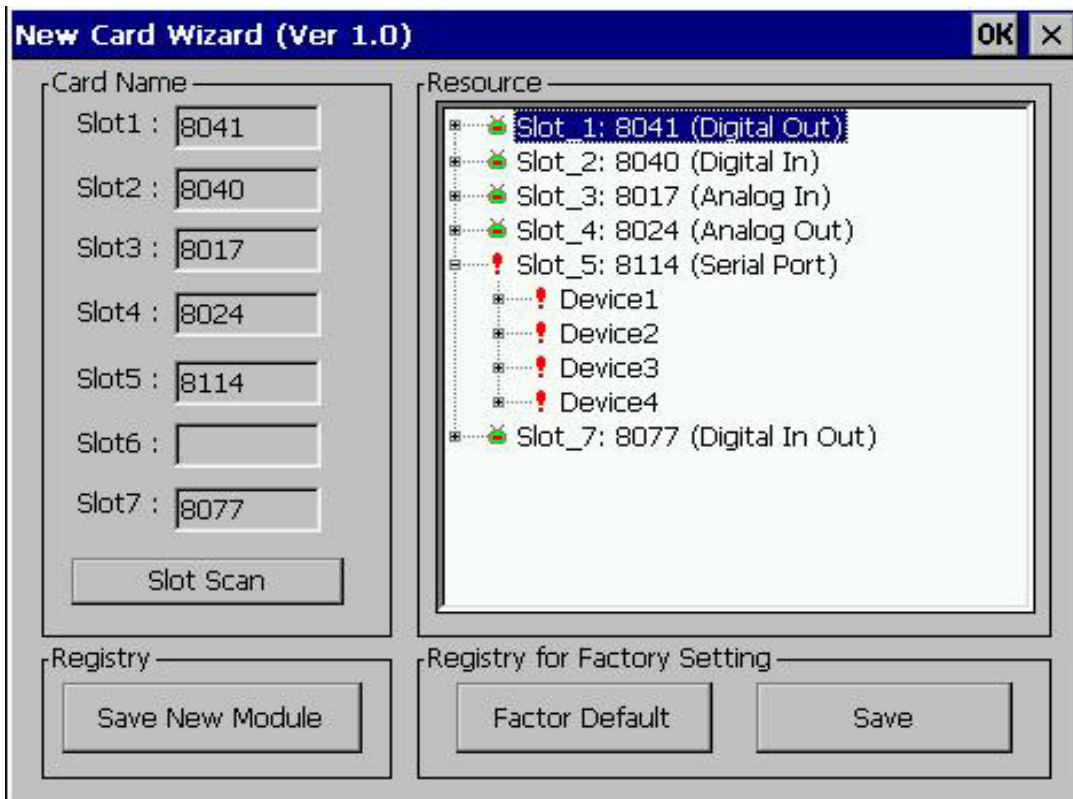 New Card Wizard (Ver 1.0) OK ×
Card Name
Slot1 : 8041
Slot2 : 8040
Slot3 : 8017
Slot4 : 8024
Slot5 : 8114
Slot6 :
Slot7 : 8077
Slot Scan
Resource
Slot_1: 8041 (Digital Out)
Slot_2: 8040 (Digital In)
Slot_3: 8017 (Analog In)
Slot_4: 8024 (Analog Out)
Slot_5: 8114 (Serial Port)
Device1
Device2
Device3
Device4
Slot_7: 8077 (Digital In Out)
Registry
Save New Module
Registry for Factory Setting
Factor Default
Save